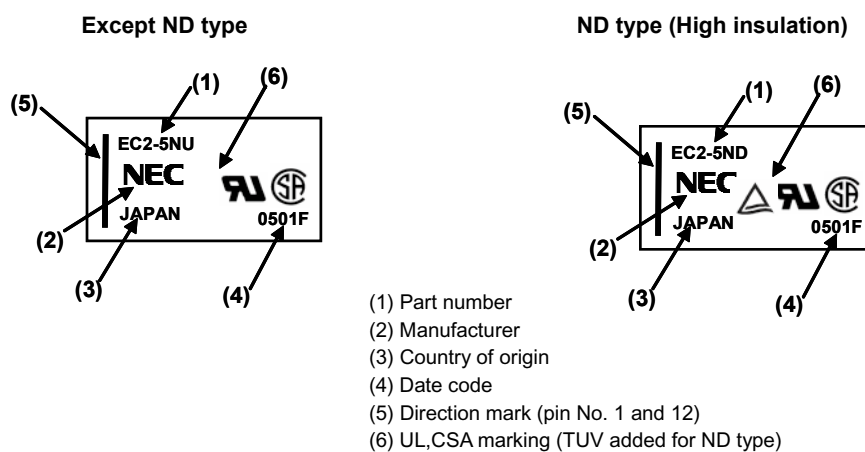 Except ND type
(5)
(1)
(6)
EC2-5NU
NEC
JAPAN
0501F
(2)
(3)
(4)
ND type (High insulation)
(5)
(1)
(6)
EC2-5ND
NEC
JAPAN
0501F
(2)
(3)
(4)
(1) Part number
(2) Manufacturer
(3) Country of origin
(4) Date code
(5) Direction mark (pin No. 1 and 12)
(6) UL,CSA marking (TUV added for ND type)